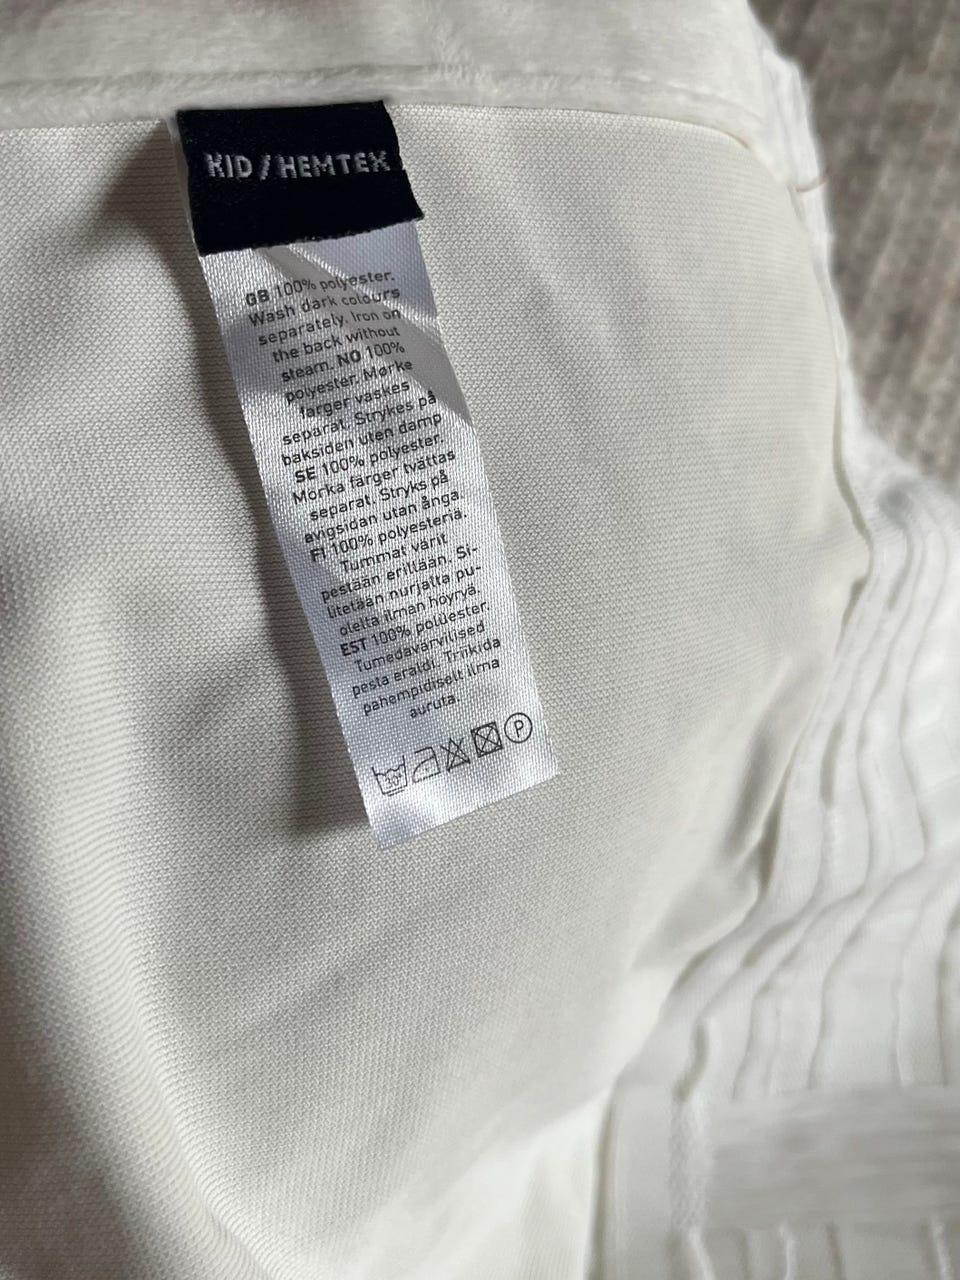 KID / HEMTEX
GB 100% polyester.
Wash dark colours
separately. Iron on
the back without
steam. NO 100%
polyester. Mørke
farger vaskes
separat. Strykes på
baksiden uten damp
SE 100% polyester.
Mörka färger tvättas
separat. Stryks på
avigsidan utan ånga.
FI 100% polyesteriä.
Tummat värit
pestään erillään. Si-
litetään nurjalta pu-
olelta ilman höyryä.
EST 100% polüester.
Tumedavärvilised
pesta eraldi. Triikida
pahempidiselt ilma
auruta.
P